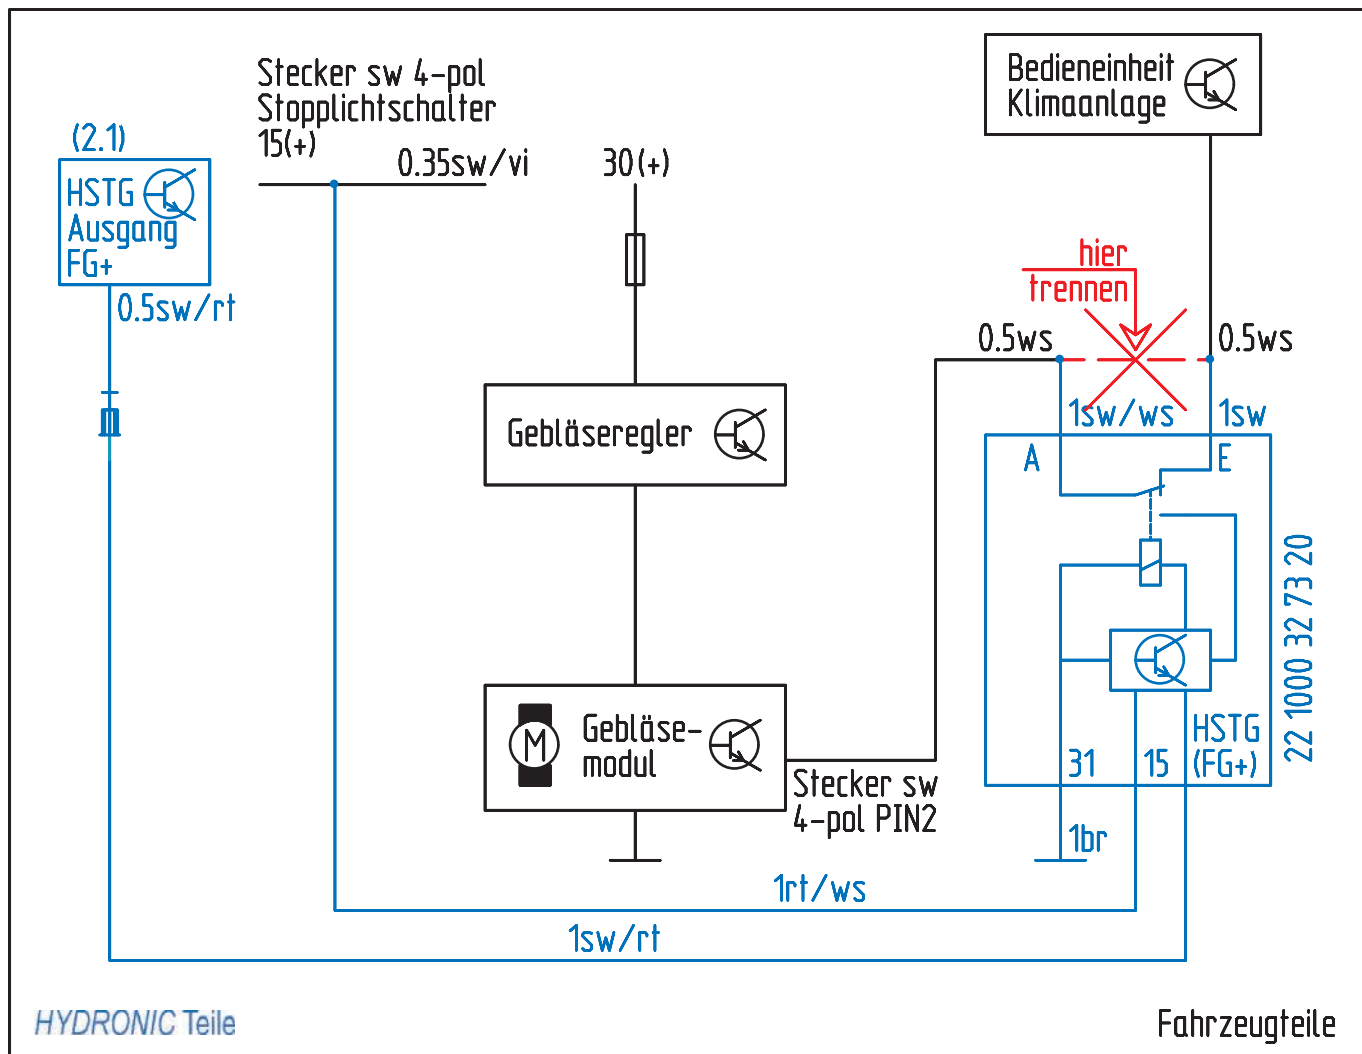 Stecker sw 4-pol
Stopplichtschalter
15(+)
0.35sw/vi
30(+)
Bedieneinheit
Klimaanlage
(2.1)
HSTG
Ausgang
FG+
0.5sw/rt
hier
trennen
0.5ws
0.5ws
1sw/ws
1sw
A
E
Gebläseregler
M
Gebläse-
modul
Stecker sw
4-pol PIN2
31
15
HSTG
(FG+)
22 1000 32 73 20
1br
1rt/ws
1sw/rt
HYDRONIC Teile
Fahrzeugteile